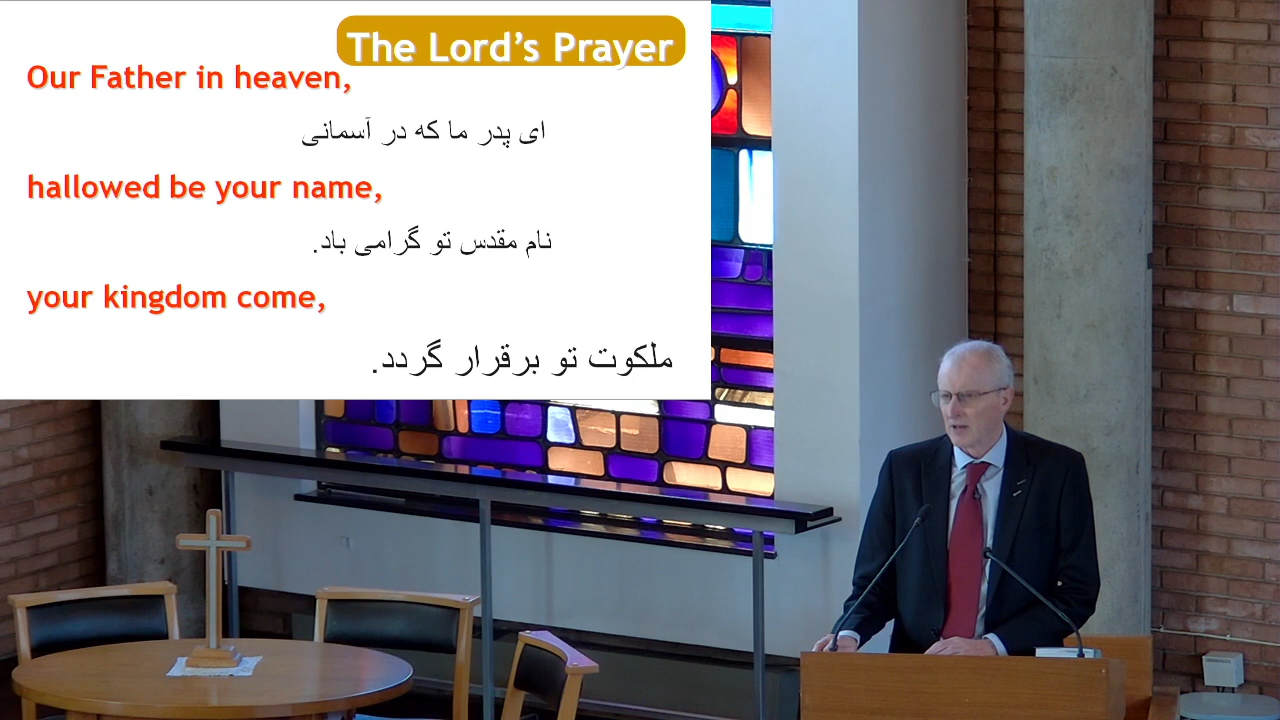 The Lord’s Prayer
Our Father in heaven,
ای پدر ما که در آسمانی
hallowed be your name,
نام مقدس تو گرامی باد.
your kingdom come,
ملکوت تو برقرار گردد.